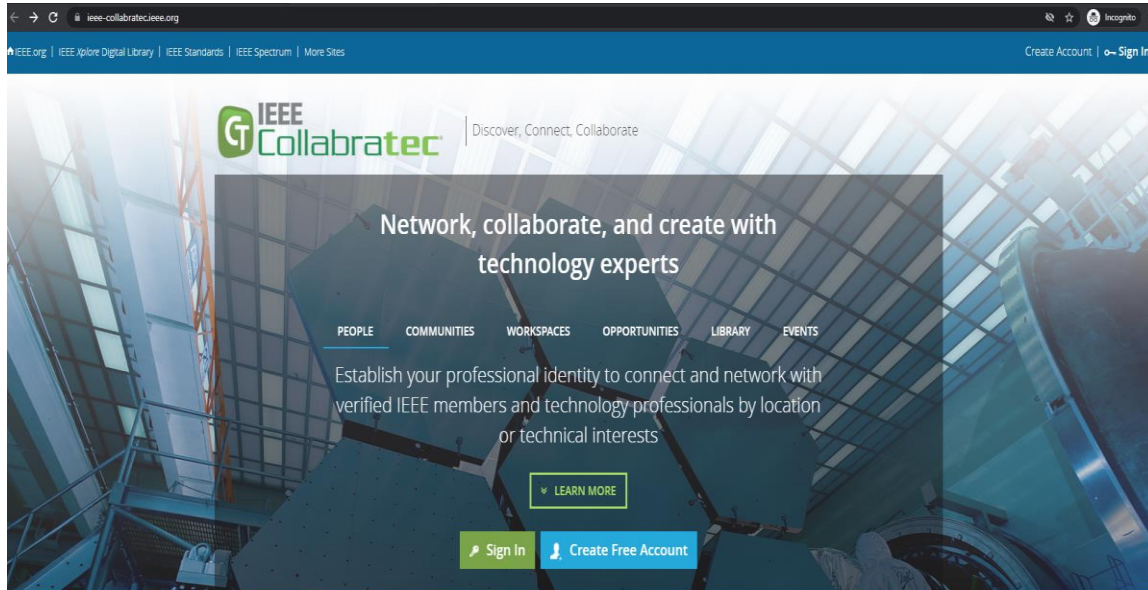 ieee-collabratec.ieee.org
Incognito
IEEE.org | IEEE Xplore Digital Library | IEEE Standards | IEEE Spectrum | More Sites
Create Account | Sign In
IEEE
Collabratec
Discover, Connect, Collaborate
Network, collaborate, and create with
technology experts
PEOPLE COMMUNITIES WORKSPACES OPPORTUNITIES LIBRARY EVENTS
Establish your professional identity to connect and network with
verified IEEE members and technology professionals by location
or technical interests
LEARN MORE
Sign In
Create Free Account